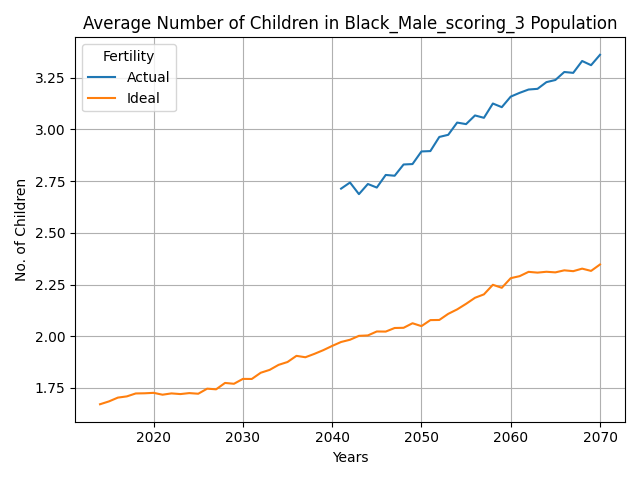 Average Number of Children in Black_Male_scoring_3 Population
Fertility
Actual
Ideal
No. of Children
3.25
3.00
2.75
2.50
2.25
2.00
1.75
2020 2030 2040 2050 2060 2070
Years